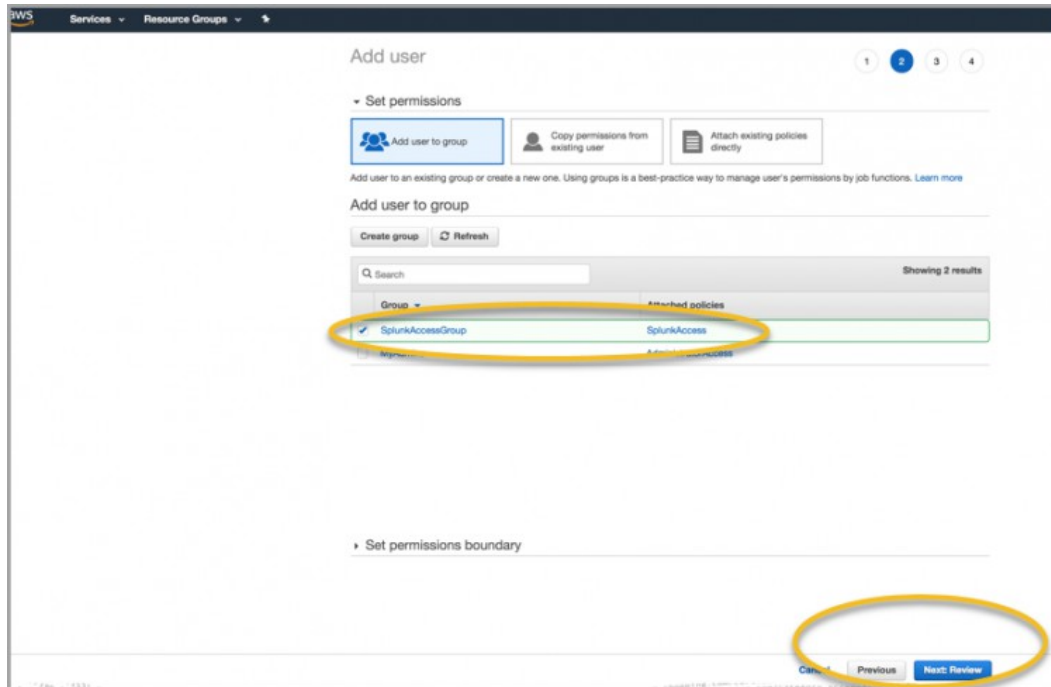 aws Services Resource Groups
Add user
1 2 3 4
Set permissions
Add user to group
Copy permissions from
existing user
Attach existing policies
directly
Add user to an existing group or create a new one. Using groups is a best-practice way to manage user's permissions by job functions. Learn more
Add user to group
Create group Refresh
Search Showing 2 results
Group Attached policies
SplunkAccessGroup SplunkAccess
Set permissions boundary
Cancel Previous Next: Review